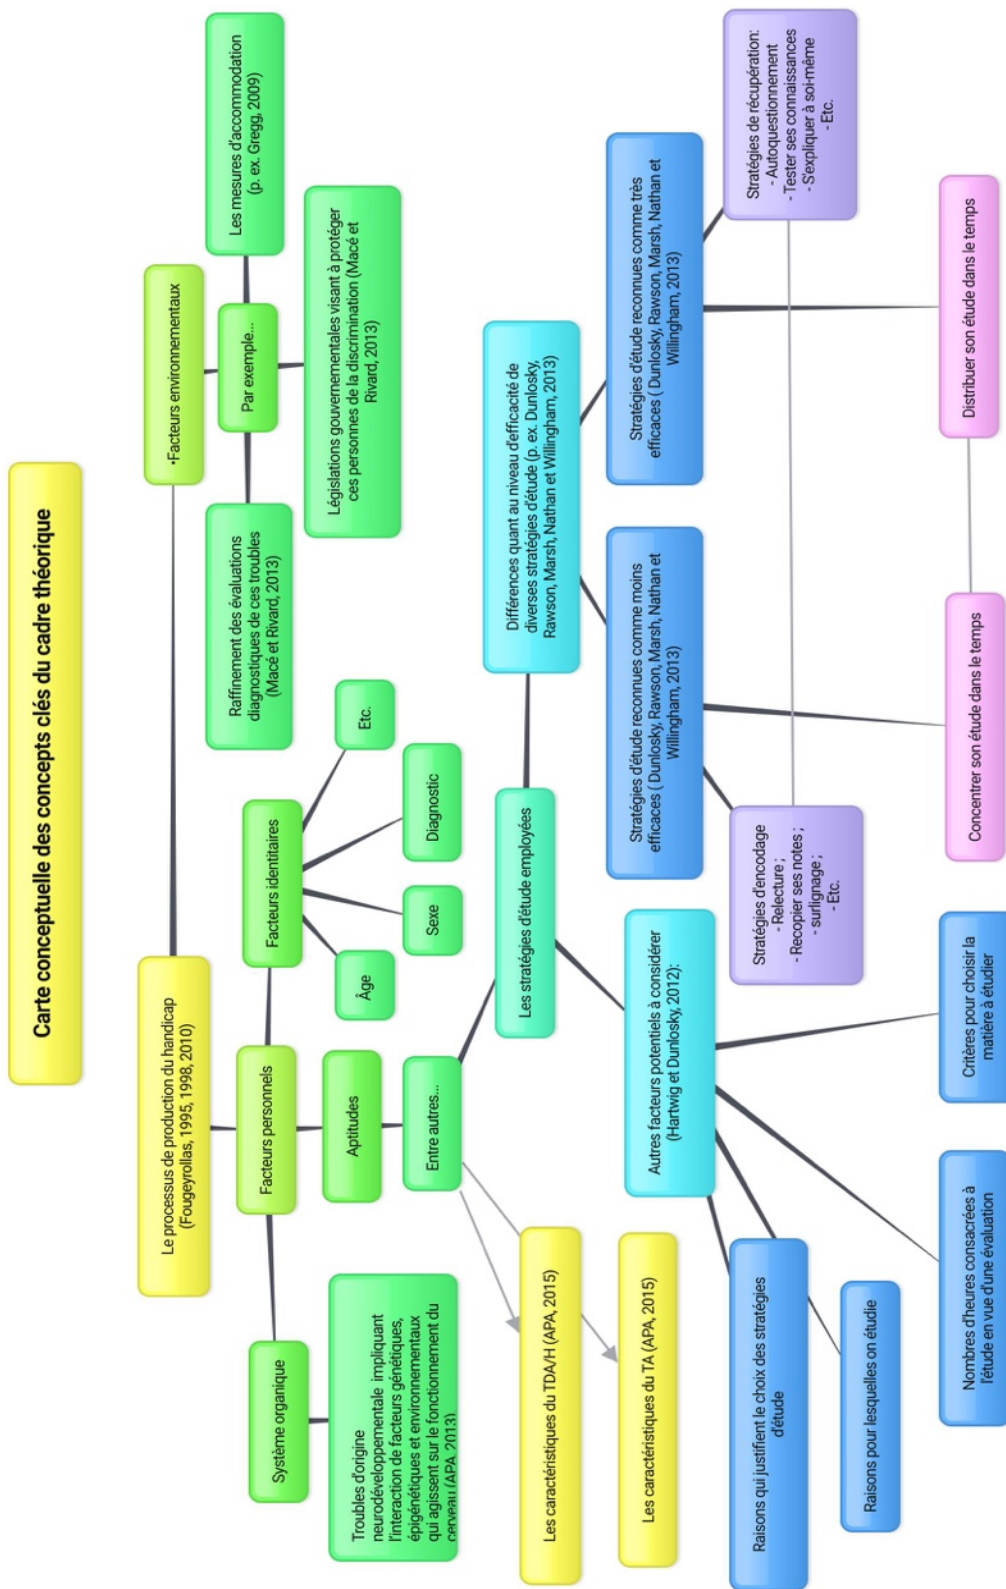 Carte conceptuelle des concepts clés du cadre théorique
Le processus de production du handicap
(Fougeyrollas, 1995, 1998, 2010)
•Facteurs environnementaux
Système organique
Facteurs personnels
Facteurs identitaires
Raffinement des évaluations
diagnostiques de ces troubles
(Macé et Rivard, 2013)
Par exemple...
Les mesures d'accommodation
(p. ex. Gregg, 2009)
Troubles d'origine
neurodéveloppementale impliquant
l'interaction de facteurs génétiques,
épigénétiques et environnementaux
qui agissent sur le fonctionnement du
cerveau (APA, 2013)
Aptitudes
Âge
Etc.
Législations gouvernementales visant à protéger
ces personnes de la discrimination (Macé et
Rivard, 2013)
Entre autres...
Sexe
Diagnostic
Les caractéristiques du TDA/H (APA, 2015)
Les stratégies d'étude employées
Différences quant au niveau d'efficacité de
diverses stratégies d'étude (p. ex. Dunlosky,
Rawson, Marsh, Nathan et Willingham, 2013)
Les caractéristiques du TA (APA, 2015)
Autres facteurs potentiels à considérer
(Hartwig et Dunlosky, 2012):
Stratégies d'étude reconnues comme moins
efficaces ( Dunlosky, Rawson, Marsh, Nathan et
Willingham, 2013)
Stratégies d'étude reconnues comme très
efficaces ( Dunlosky, Rawson, Marsh, Nathan et
Willingham, 2013)
Raisons qui justifient le choix des stratégies
d'étude
Stratégies d'encodage
- Relecture ;
- Recopier ses notes ;
- surlignage ;
- Etc.
Stratégies de récupération:
- Autoquestionnement
- Tester ses connaissances
- S'expliquer à soi-même
- Etc.
Raisons pour lesquelles on étudie
Nombres d'heures consacrées à
l'étude en vue d'une évaluation
Critères pour choisir la
matière à étudier
Concentrer son étude dans le temps
Distribuer son étude dans le temps